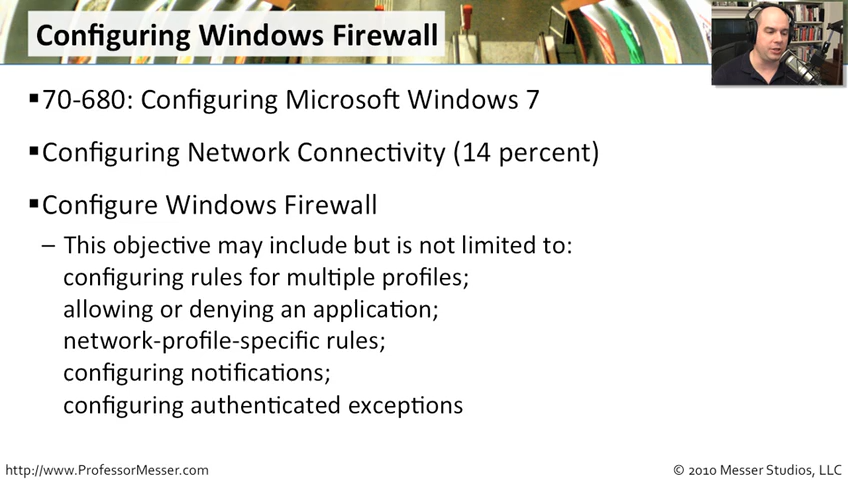 Configuring Windows Firewall
▪70-680: Configuring Microsoft Windows 7
▪Configuring Network Connectivity (14 percent)
▪Configure Windows Firewall
– This objective may include but is not limited to:
configuring rules for multiple profiles;
allowing or denying an application;
network-profile-specific rules;
configuring notifications;
configuring authenticated exceptions
http://www.ProfessorMesser.com
© 2010 Messer Studios, LLC